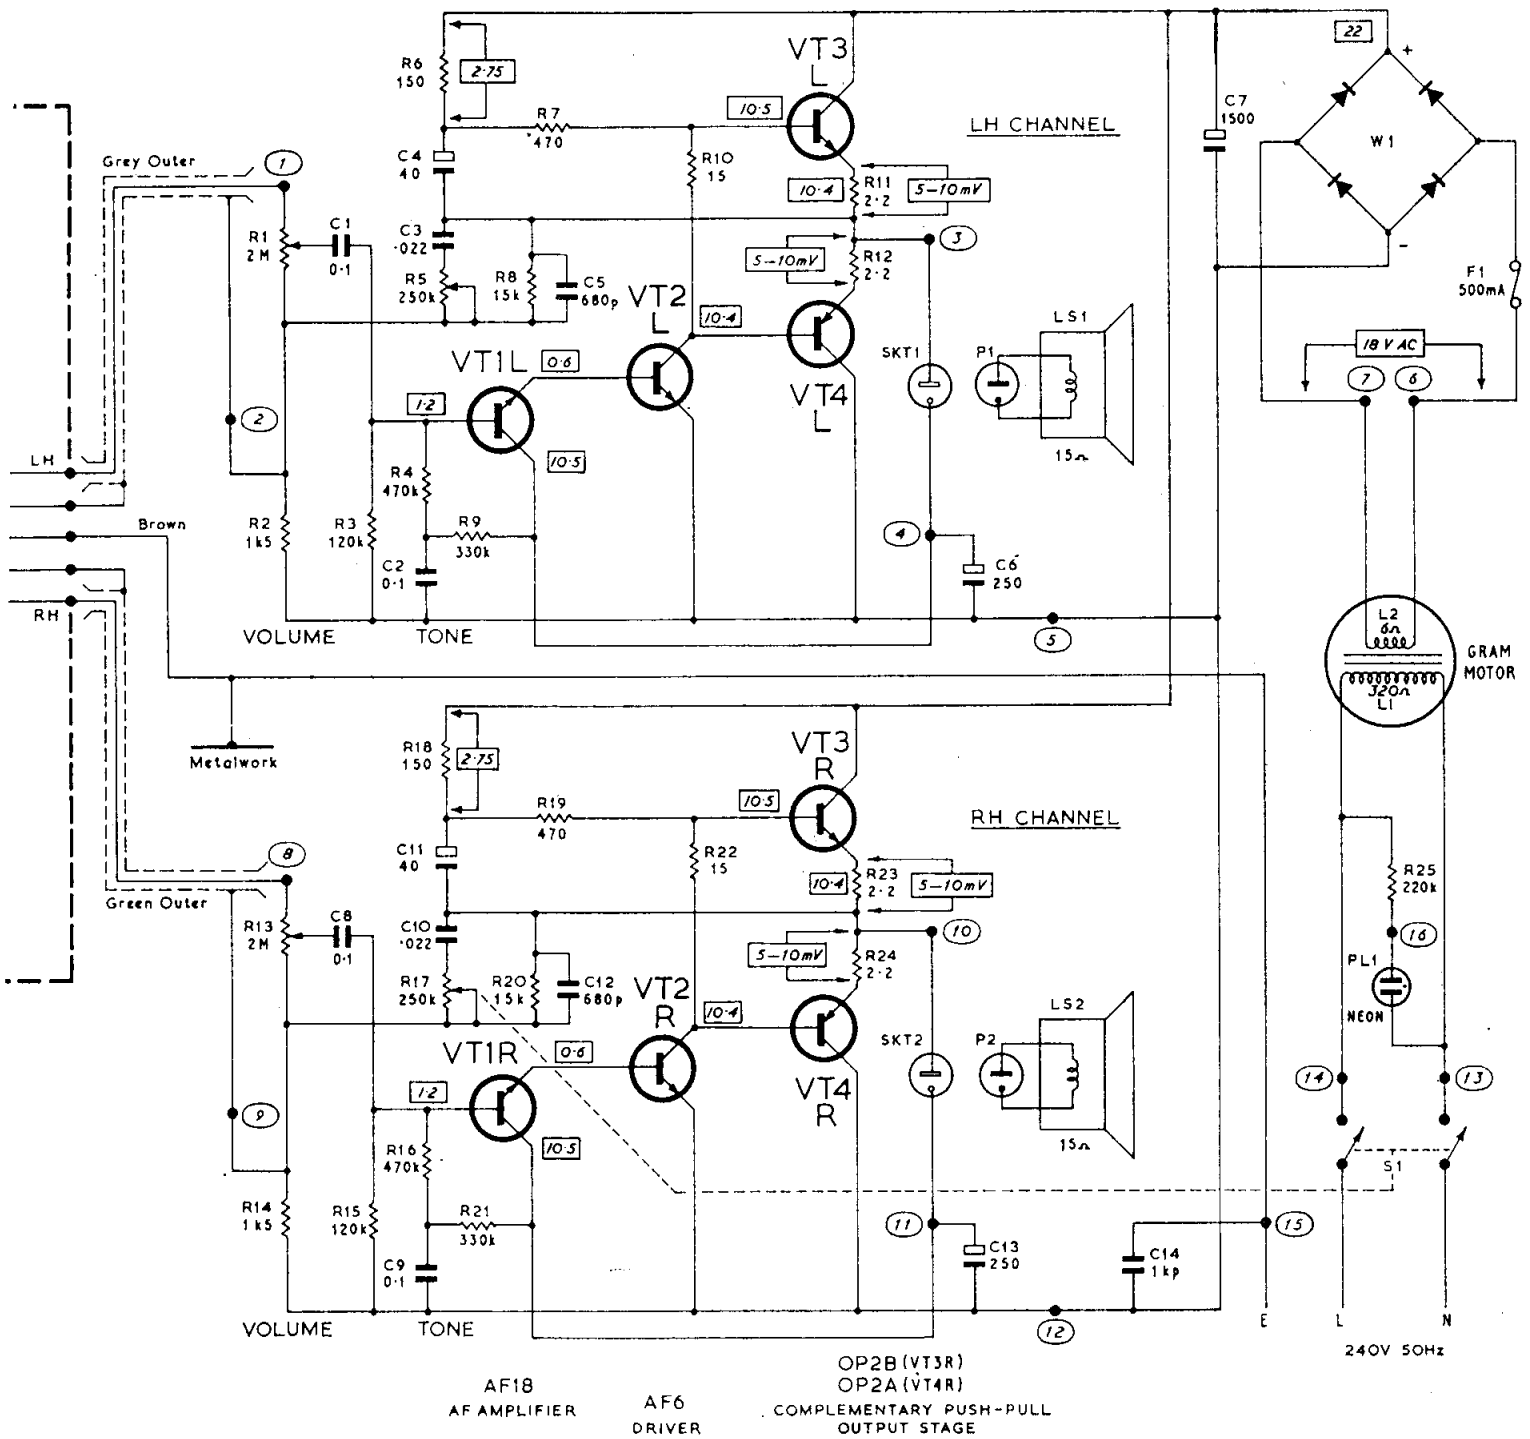 VT3
L
22
+
R6
150
2·75
R7
470
10·5
LH CHANNEL
C7
1500
W1
-
Grey Outer
1
C4
40
R10
15
R11
2·2
10·4
5–10mV
R1
2M
C1
0·1
C3
·022
3
5–10mV
R12
2·2
R5
250k
R8
15k
C5
680p
VT2
L
F1
500mA
10·4
LS1
18 V AC
VT1L
0·6
SKT1
P1
7
6
VT4
L
2
1·2
15Ω
LH
10·5
R4
470k
Brown
R2
1k5
R3
120k
R9
330k
4
C2
0·1
C6
250
RH
VOLUME
TONE
5
L2
6Ω
GRAM
MOTOR
320Ω
L1
Metalwork
R18
150
2·75
VT3
R
R19
470
10·5
RH CHANNEL
8
C11
40
R22
15
R23
2·2
10·4
5–10mV
R25
220k
Green Outer
R13
2M
C8
0·1
C10
·022
10
16
5–10mV
R24
2·2
PL1
R17
250k
R20
15k
C12
680p
VT2
R
LS2
NEON
10·4
VT1R
0·6
SKT2
P2
14
13
VT4
R
9
1·2
10·5
15Ω
R16
470k
S1
R14
1k5
R15
120k
R21
330k
11
15
C9
0·1
C13
250
C14
1kp
VOLUME
TONE
12
E
L
N
240V 50Hz
OP2B (VT3R)
AF18
OP2A (VT4R)
AF AMPLIFIER
AF6
COMPLEMENTARY PUSH-PULL
DRIVER
OUTPUT STAGE